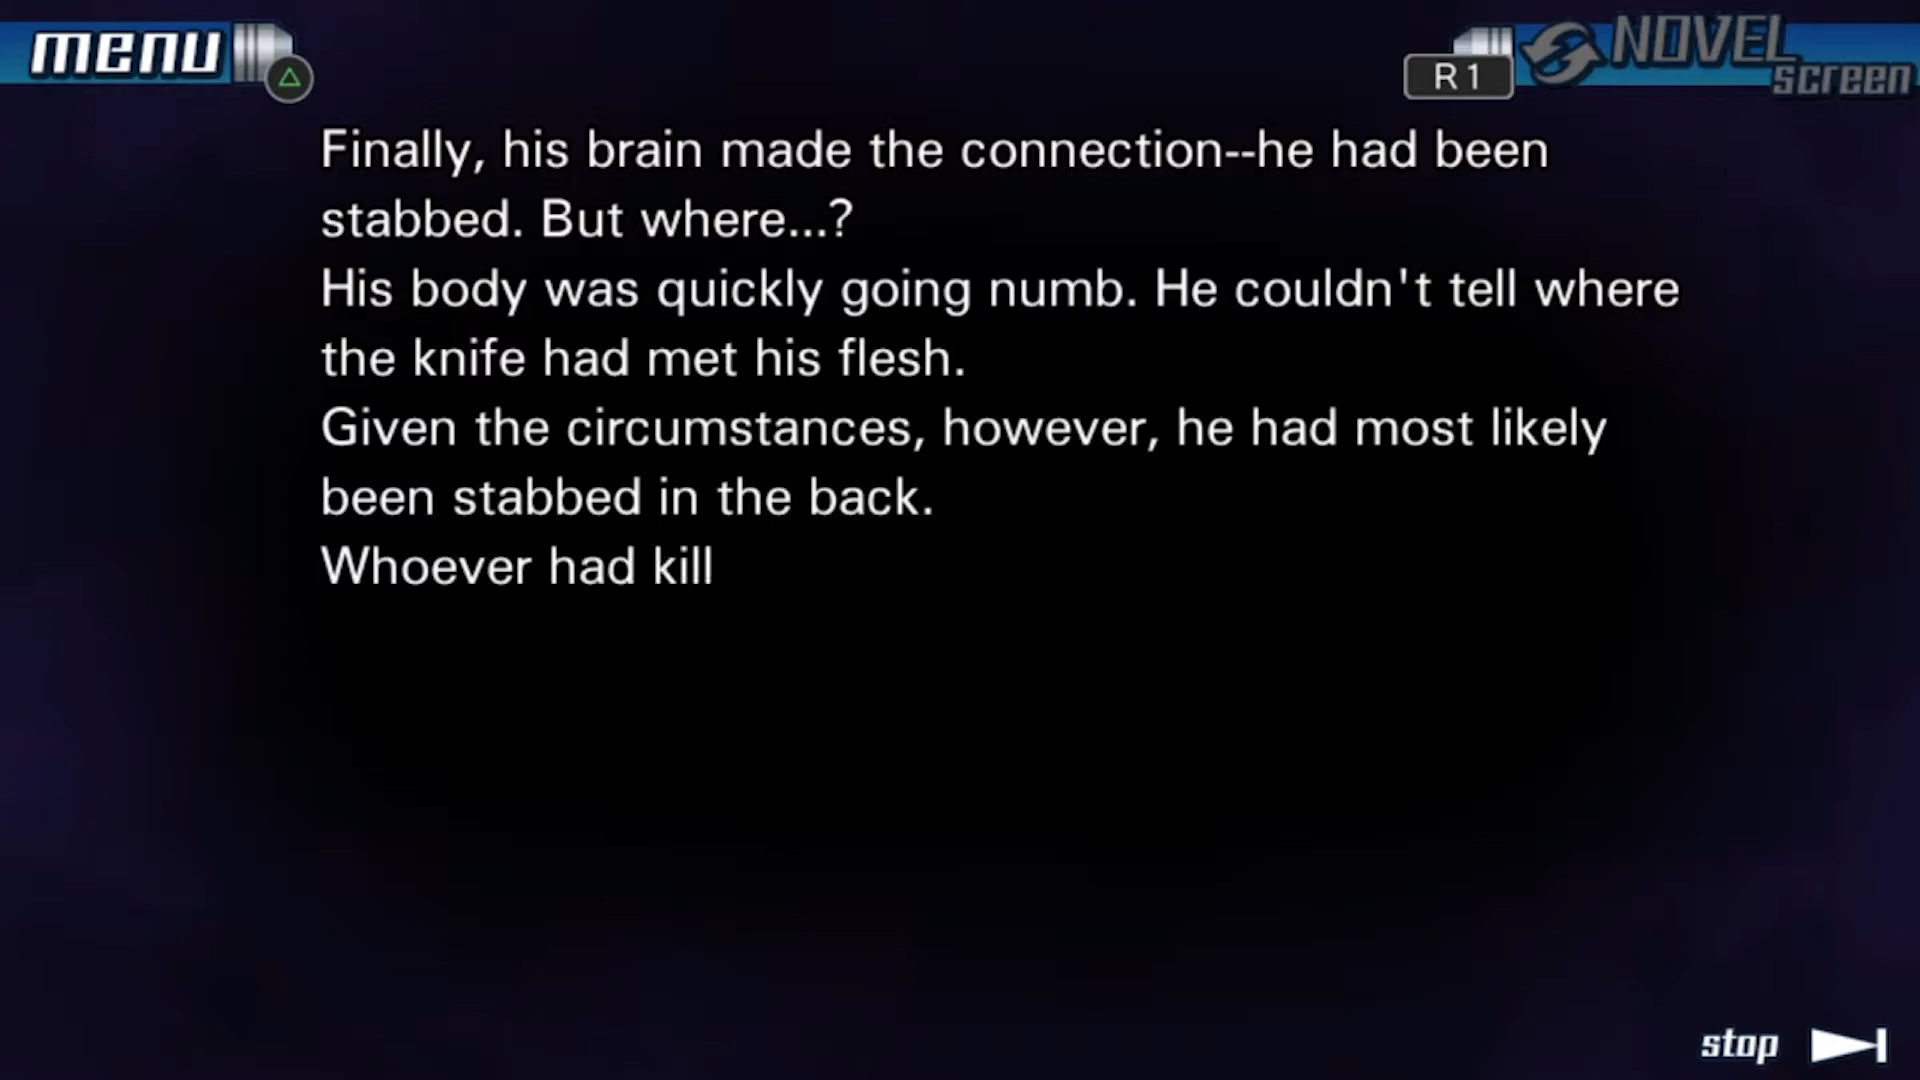 menu
R1
NOVEL
screen
Finally, his brain made the connection--he had been
stabbed. But where...?
His body was quickly going numb. He couldn't tell where
the knife had met his flesh.
Given the circumstances, however, he had most likely
been stabbed in the back.
Whoever had kill
stop